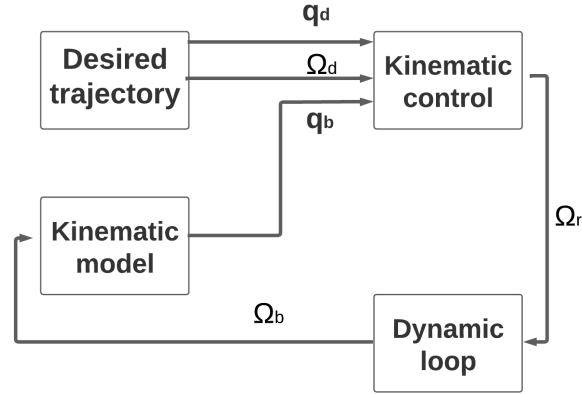 qd
Desired
trajectory
Ωd
Kinematic
control
qb
Kinematic
model
Ωr
Ωb
Dynamic
loop